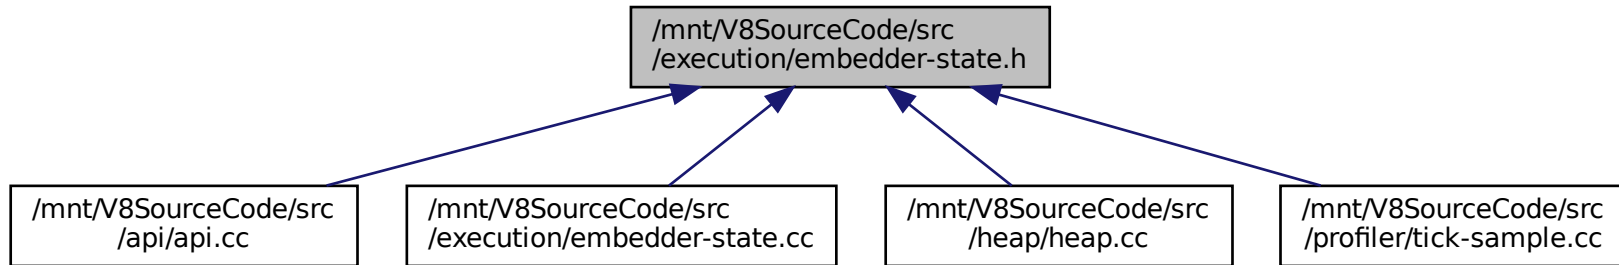 /mnt/V8SourceCode/src
/execution/embedder-state.h
/mnt/V8SourceCode/src
/api/api.cc
/mnt/V8SourceCode/src
/execution/embedder-state.cc
/mnt/V8SourceCode/src
/heap/heap.cc
/mnt/V8SourceCode/src
/profiler/tick-sample.cc